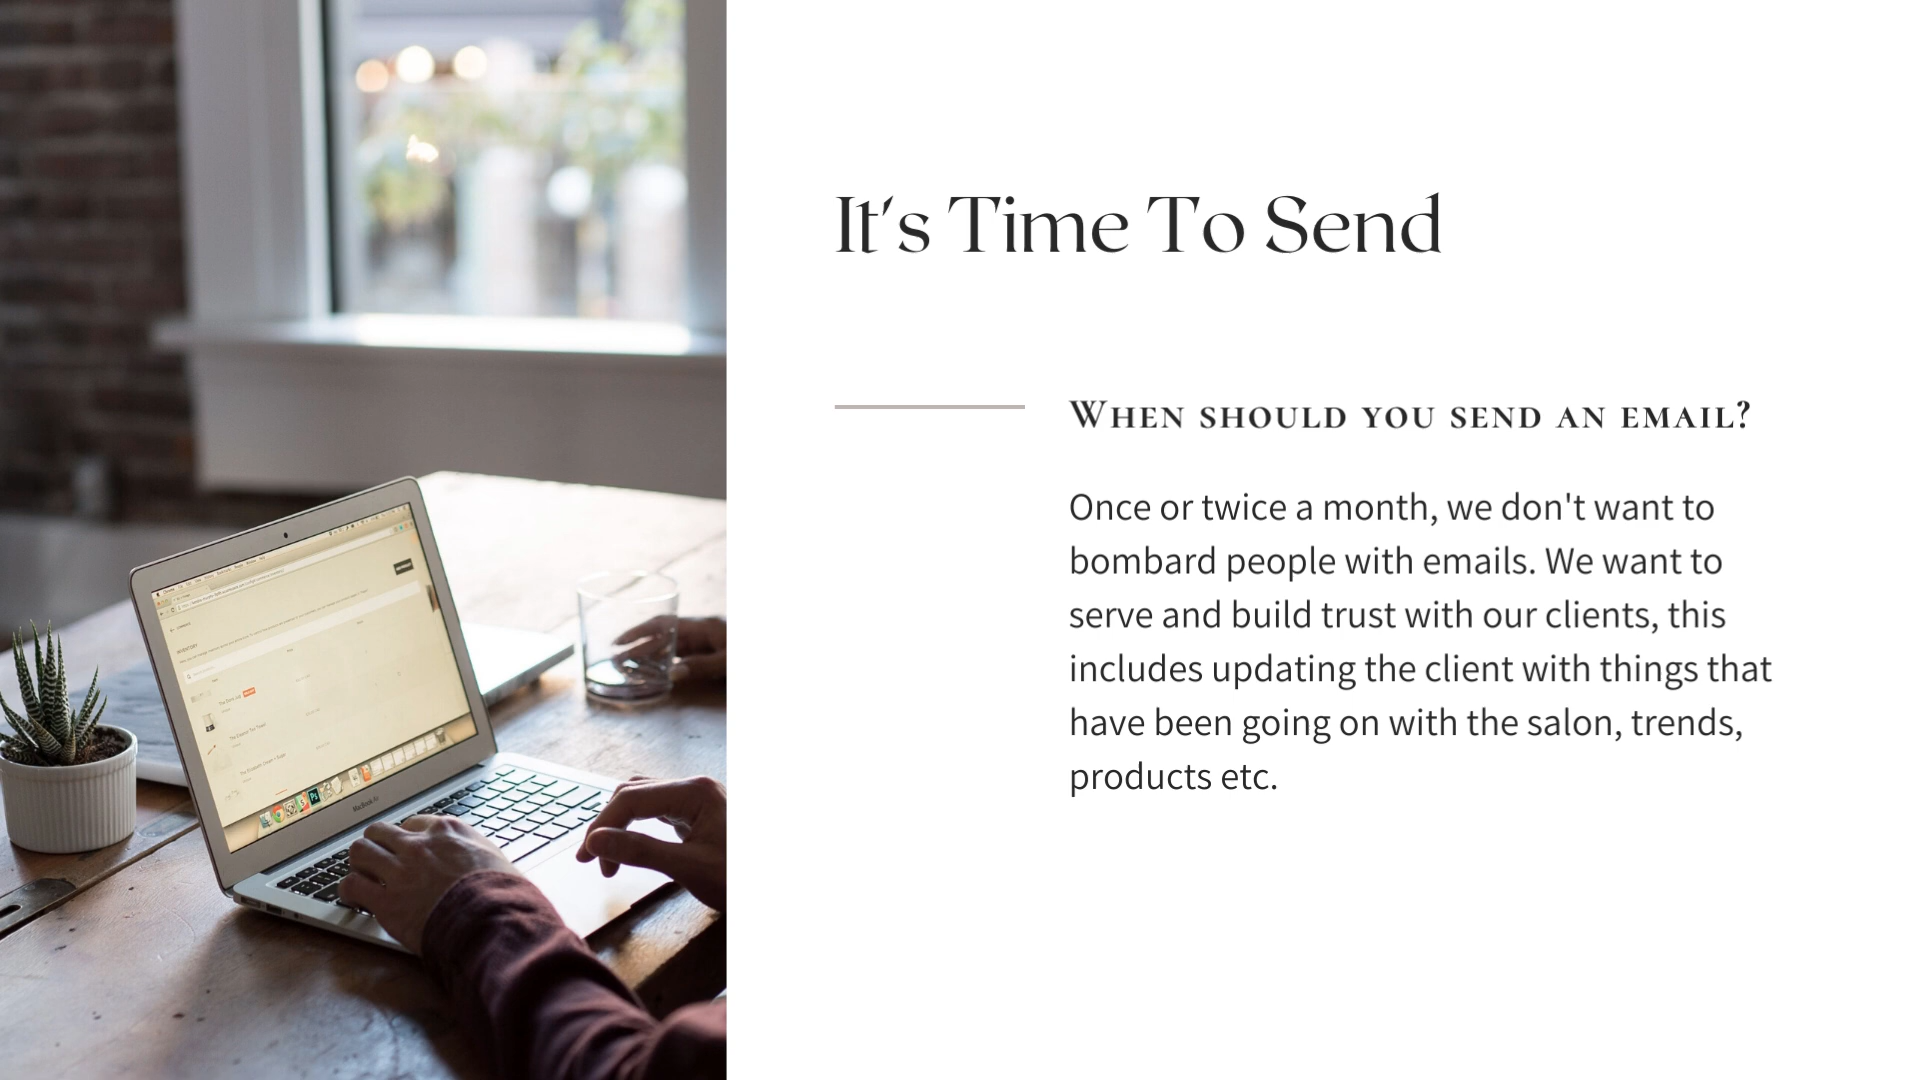 It's Time To Send
When should you send an email?
Once or twice a month, we don't want to
bombard people with emails. We want to
serve and build trust with our clients, this
includes updating the client with things that
have been going on with the salon, trends,
products etc.
MacBook Air